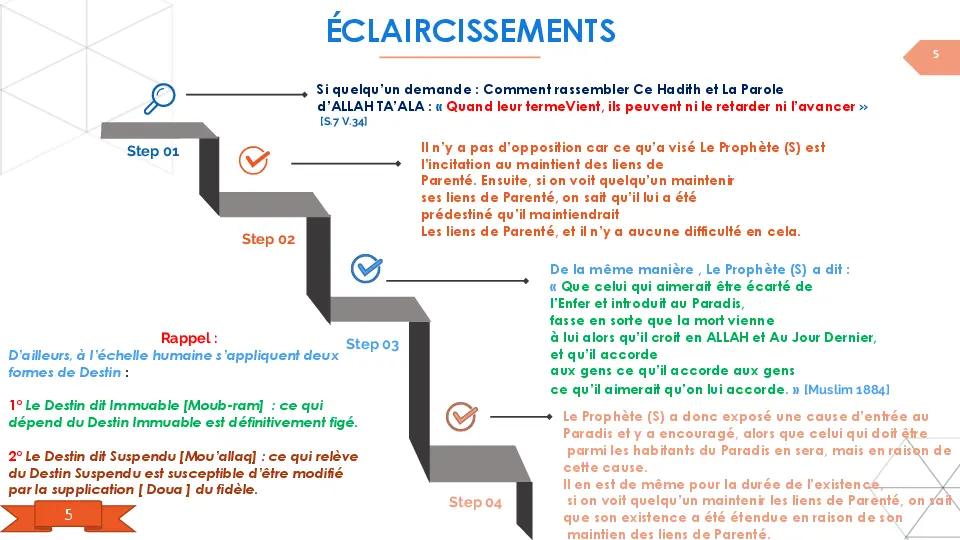 ÉCLAIRCISSEMENTS
5
Si quelqu’un demande : Comment rassembler Ce Hadith et La Parole
d’ALLAH TA’ALA : « Quand leur termeVient, ils peuvent ni le retarder ni l’avancer »
[S.7 V.34]
Step 01
Il n’y a pas d’opposition car ce qu’a visé Le Prophète (S) est
l’incitation au maintient des liens de
Parenté. Ensuite, si on voit quelqu’un maintenir
ses liens de Parenté, on sait qu’il lui a été
prédestiné qu’il maintiendrait
Les liens de Parenté, et il n’y a aucune difficulté en cela.
Step 02
De la même manière , Le Prophète (S) a dit :
« Que celui qui aimerait être écarté de
l’Enfer et introduit au Paradis,
fasse en sorte que la mort vienne
à lui alors qu’il croit en ALLAH et Au Jour Dernier,
et qu’il accorde
aux gens ce qu’il accorde aux gens
ce qu’il aimerait qu’on lui accorde. » [Muslim 1884]
Step 03
Rappel :
D’ailleurs, à l’échelle humaine s’appliquent deux
formes de Destin :
1° Le Destin dit Immuable [Moub-ram] : ce qui
dépend du Destin Immuable est définitivement figé.
2° Le Destin dit Suspendu [Mou’allaq] : ce qui relève
du Destin Suspendu est susceptible d’être modifié
par la supplication [ Doua ] du fidèle.
5
Le Prophète (S) a donc exposé une cause d’entrée au
Paradis et y a encouragé, alors que celui qui doit être
parmi les habitants du Paradis en sera, mais en raison de
cette cause.
Il en est de même pour la durée de l’existence,
si on voit quelqu’un maintenir les liens de Parenté, on sait
que son existence a été étendue en raison de son
maintien des liens de Parenté.
Step 04